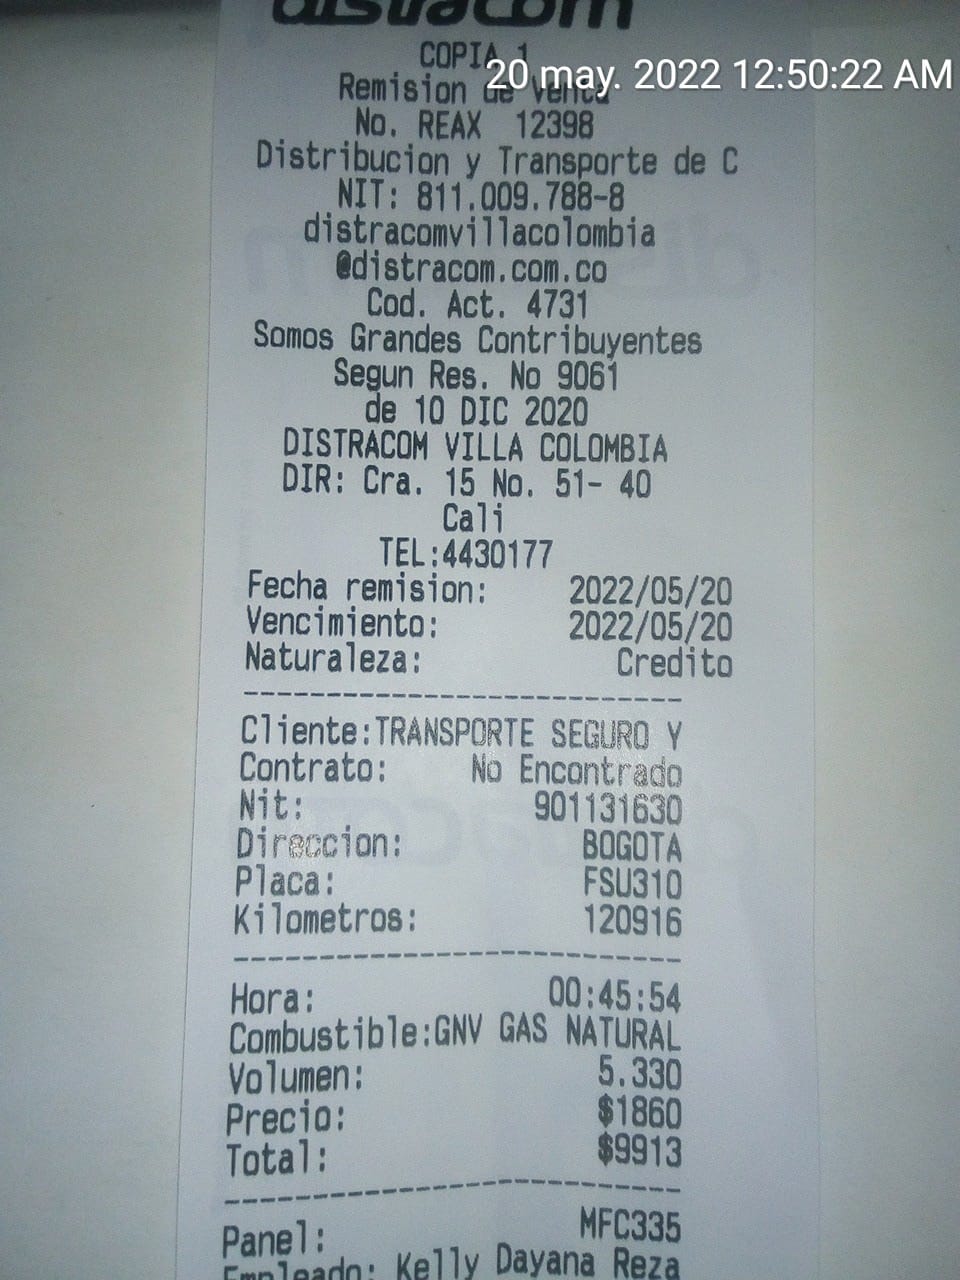 distracom
COPIA 1
20 may. 2022 12:50:22 AM
Remision de Venta
No. REAX 12398
Distribucion y Transporte de C
NIT: 811.009.788-8
distracomvillacolombia
@distracom.com.co
Cod. Act. 4731
Somos Grandes Contribuyentes
Segun Res. No 9061
de 10 DIC 2020
DISTRACOM VILLA COLOMBIA
DIR: Cra. 15 No. 51- 40
Cali
TEL:4430177
Fecha remision: 2022/05/20
Vencimiento: 2022/05/20
Naturaleza: Credito
Cliente:TRANSPORTE SEGURO Y
Contrato: No Encontrado
Nit: 901131630
Direccion: BOGOTA
Placa: FSU310
Kilometros: 120916
Hora: 00:45:54
Combustible:GNV GAS NATURAL
Volumen: 5.330
Precio: $1860
Total: $9913
Panel: MFC335
Empleado: Kelly Dayana Reza